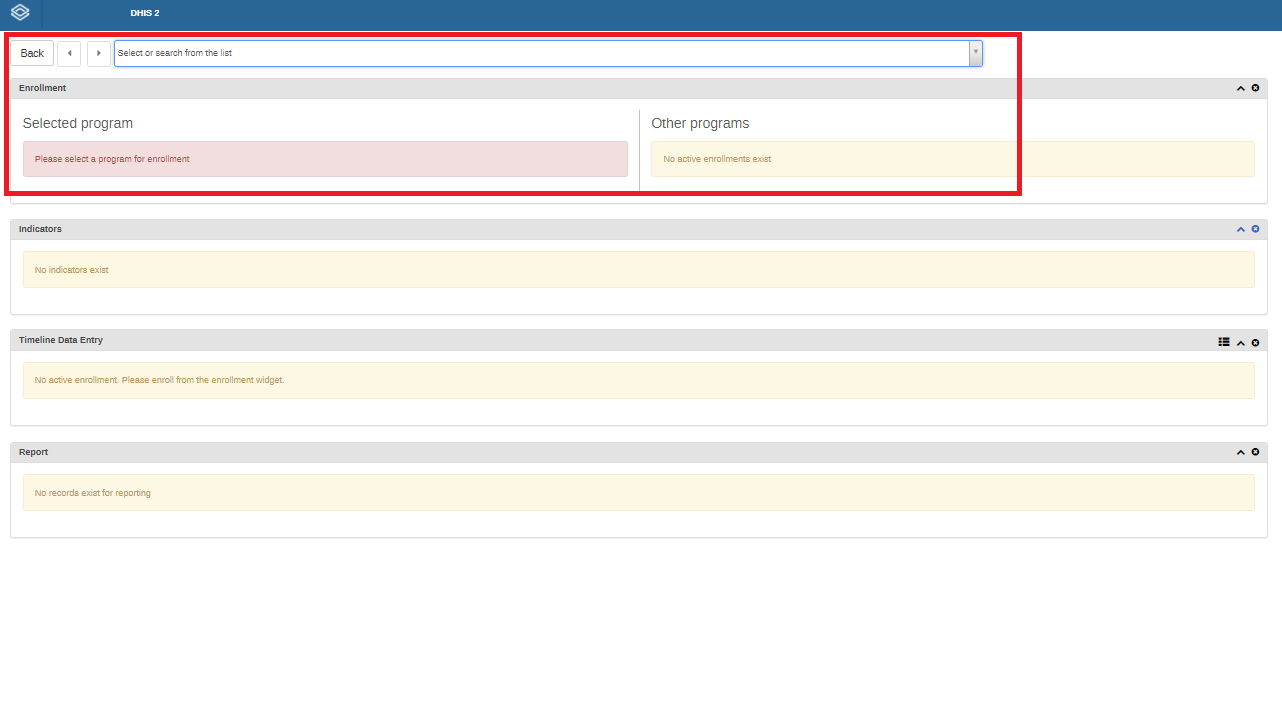 DHIS 2
Back
Select or search from the list
Enrollment
Selected program
Other programs
Please select a program for enrollment
No active enrollments exist
Indicators
No indicators exist
Timeline Data Entry
No active enrollment. Please enroll from the enrollment widget.
Report
No records exist for reporting